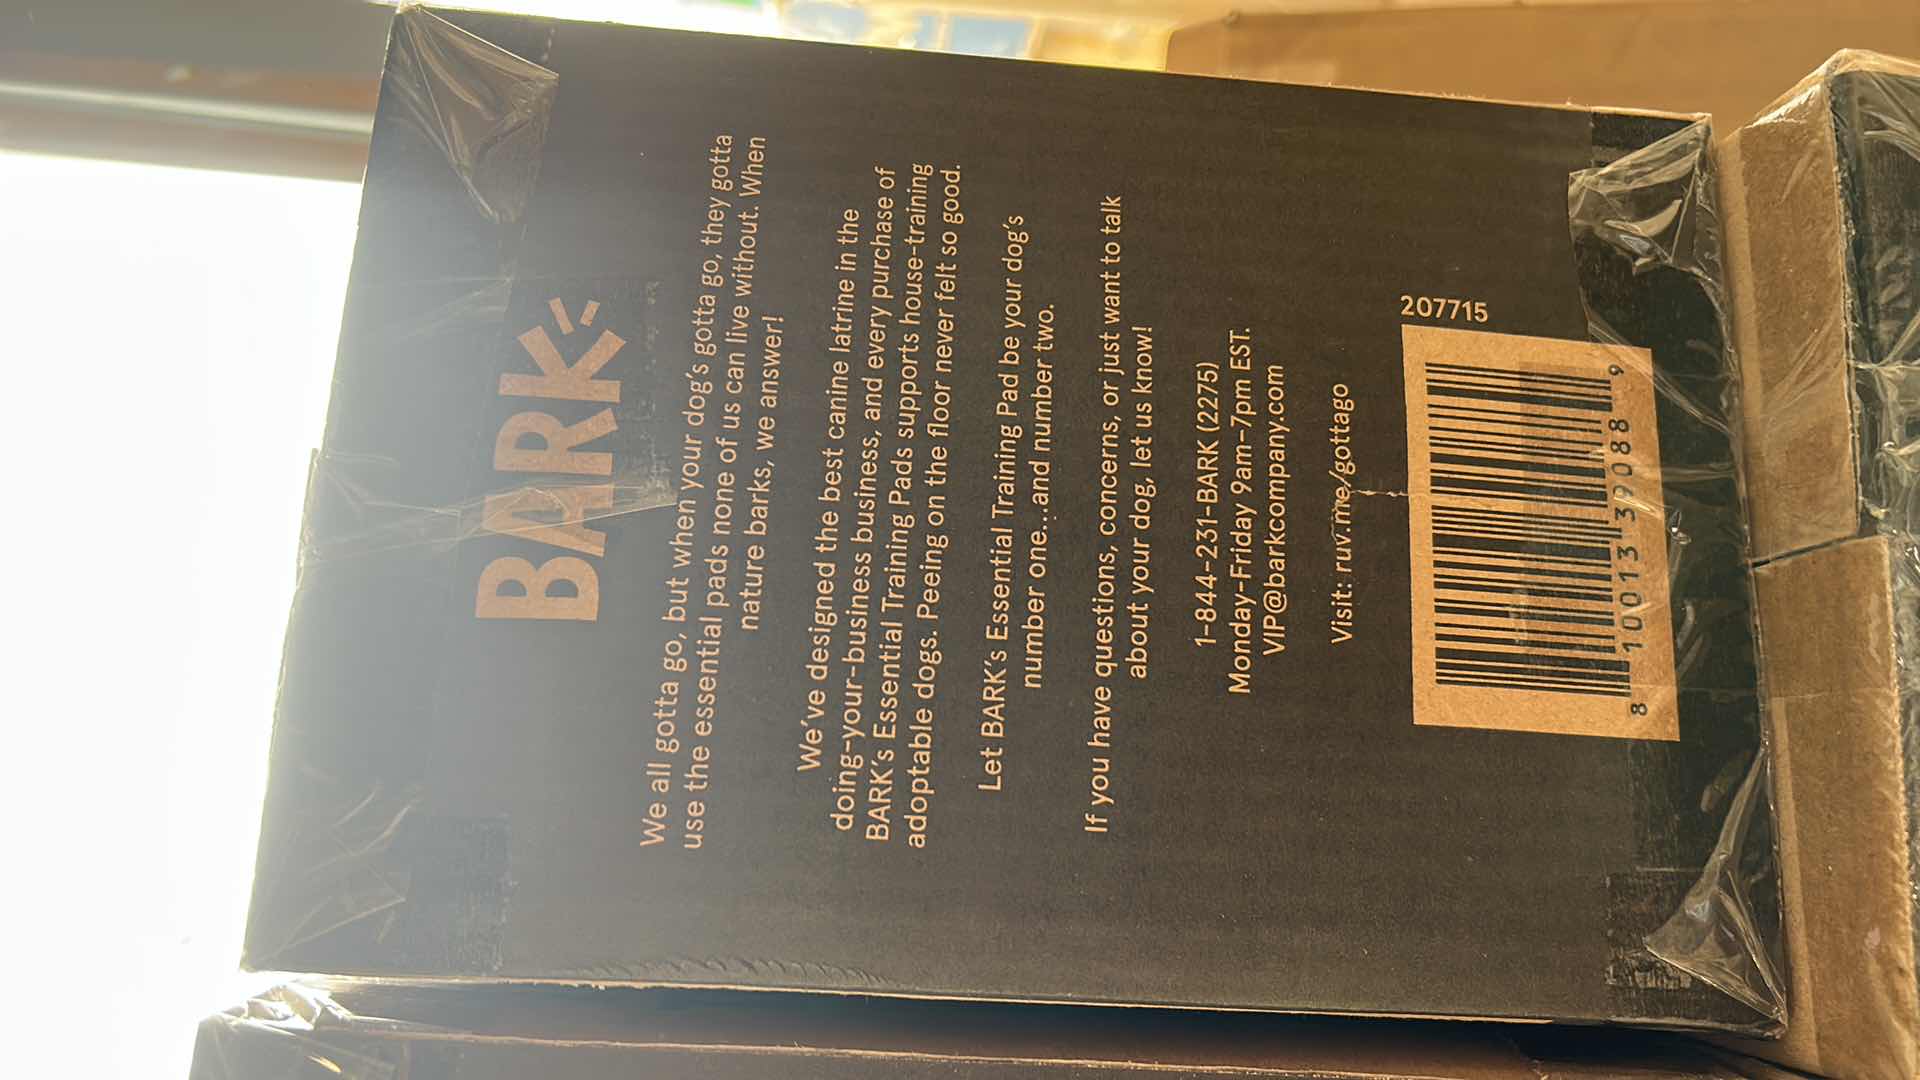 BARK
We all gotta go, but when your dog's gotta go, they gotta
use the essential pads none of us can live without. When
nature barks, we answer!
We've designed the best canine latrine in the
doing-your-business business, and every purchase of
BARK's Essential Training Pads supports house-training
adoptable dogs. Peeing on the floor never felt so good.
Let BARK's Essential Training Pad be your dog's
number one...and number two.
If you have questions, concerns, or just want to talk
about your dog, let us know!
1-844-231-BARK (2275)
Monday-Friday 9am-7pm EST.
VIP@barkcompany.com
Visit: ruv.me/gottago
207715
8 10013 39088 9